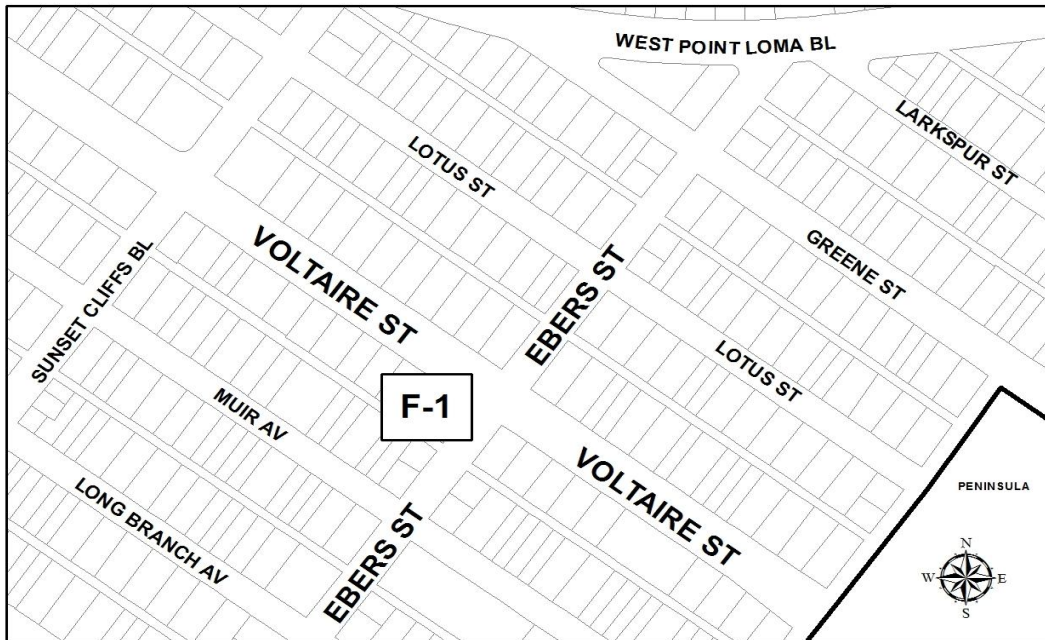 WEST POINT LOMA BL
LARKSPUR ST
LOTUS ST
VOLTAIRE ST
GREENE ST
SUNSET CLIFFS BL
EBERS ST
LOTUS ST
F-1
MUIR AV
VOLTAIRE ST
PENINSULA
LONG BRANCH AV
EBERS ST
N
W
E
S